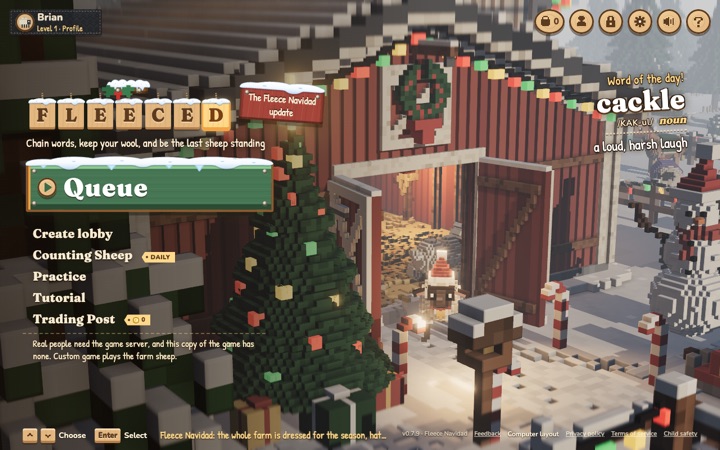 Brian
Level 1 · Profile
0
?
FLEECED
The Fleece Navidad
update
Chain words, keep your wool, and be the last sheep standing
Queue
Create lobby
Counting Sheep
DAILY
Practice
Tutorial
Trading Post
0
Real people need the game server, and this copy of the game has
none. Custom game plays the farm sheep.
Word of the day!
cackle
/KAK-ul/ noun
a loud, harsh laugh
Choose
Enter Select
Fleece Navidad: the whole farm is dressed for the season, hat...
v0.7.9 · Fleece Navidad
Feedback
Computer layout
Privacy policy
Terms of service
Child safety